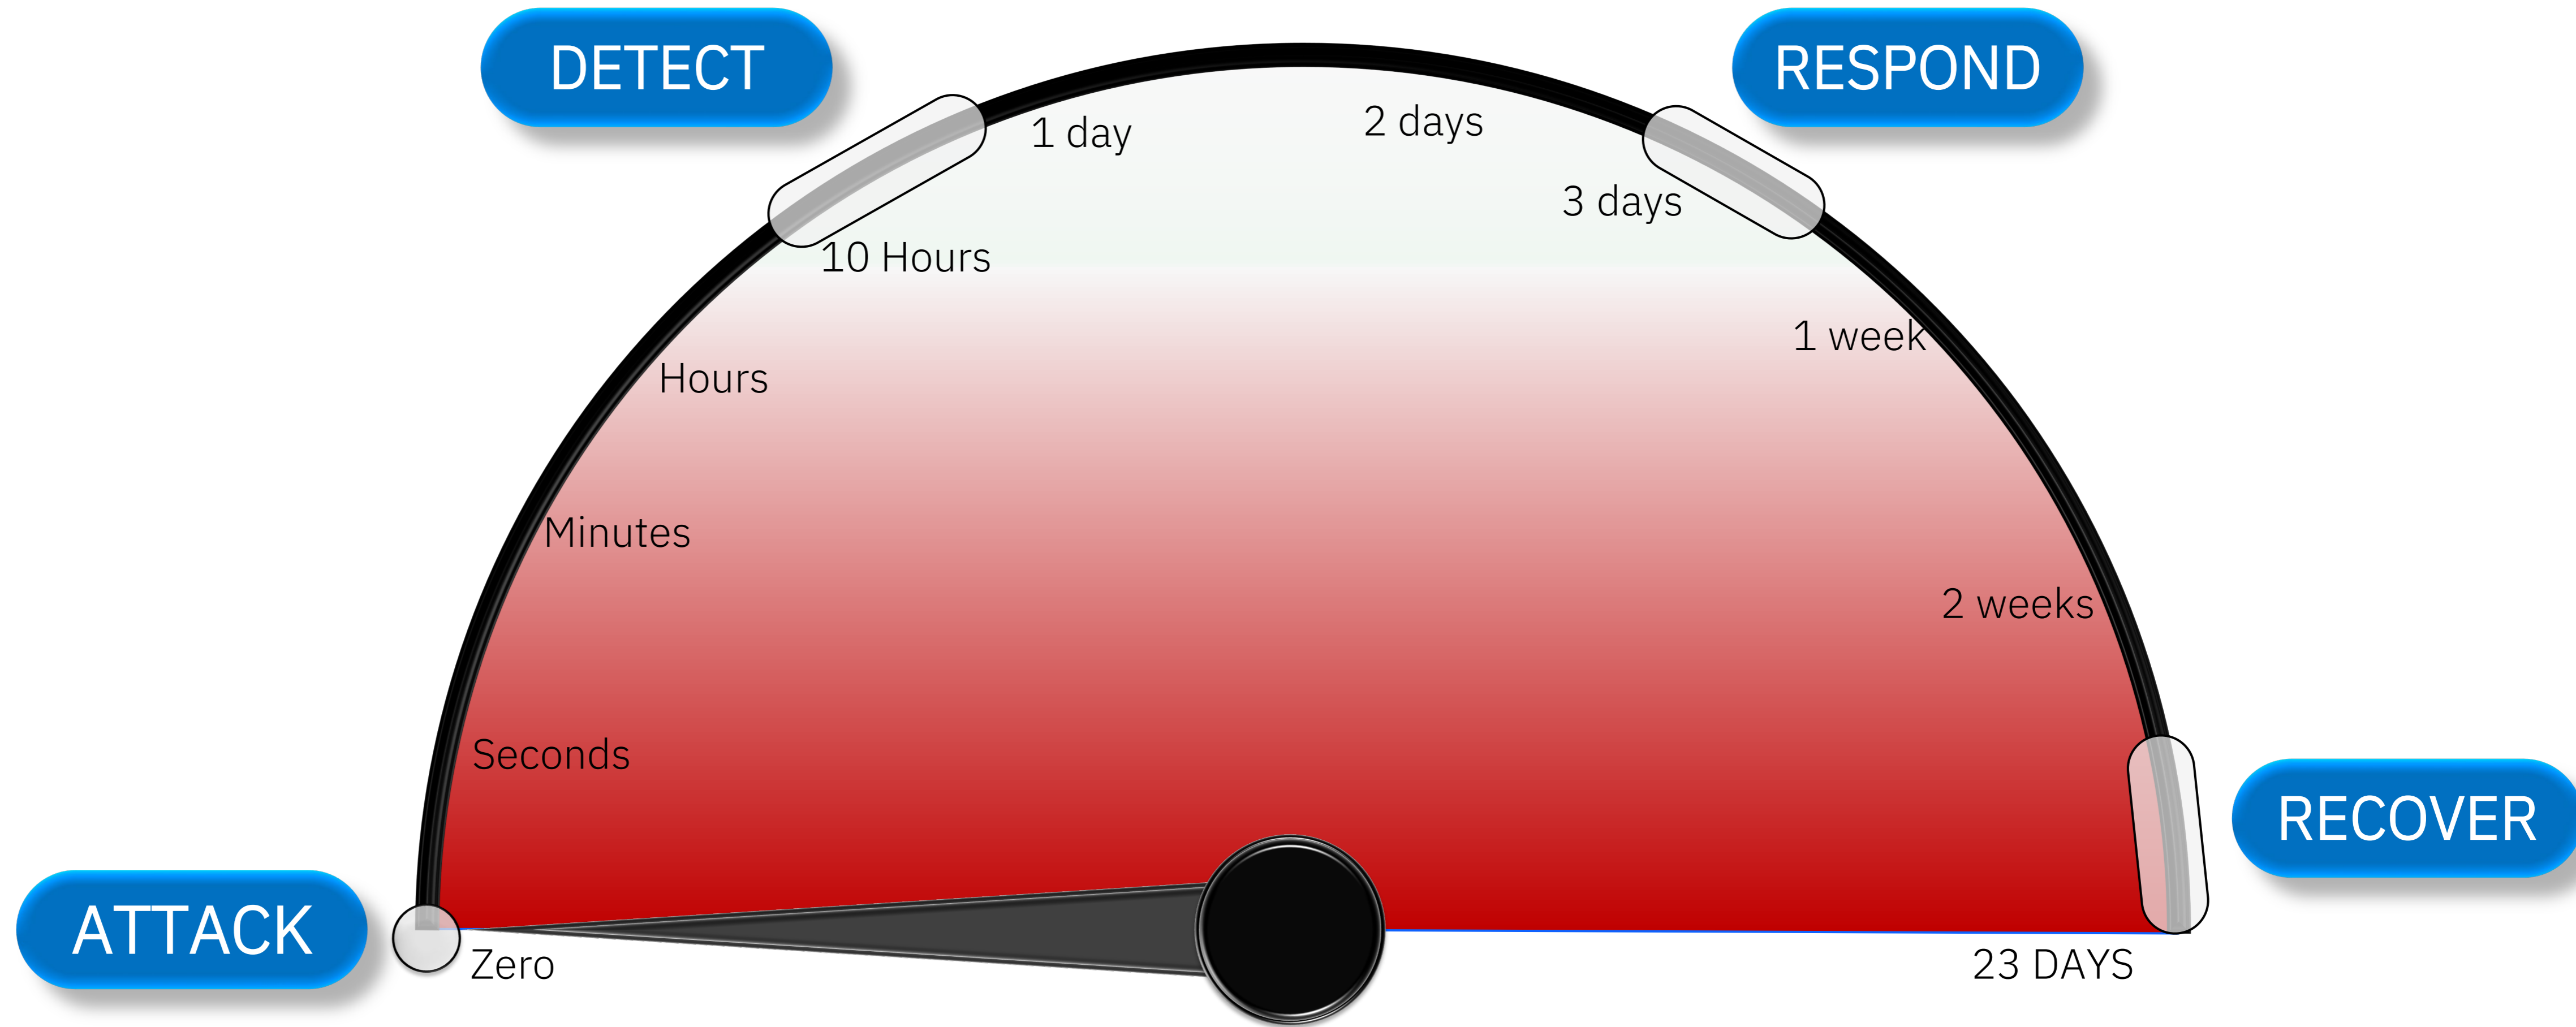 DETECT
RESPOND
1 day
2 days
3 days
10 Hours
1 week
Hours
Minutes
2 weeks
Seconds
RECOVER
ATTACK
Zero
23 DAYS